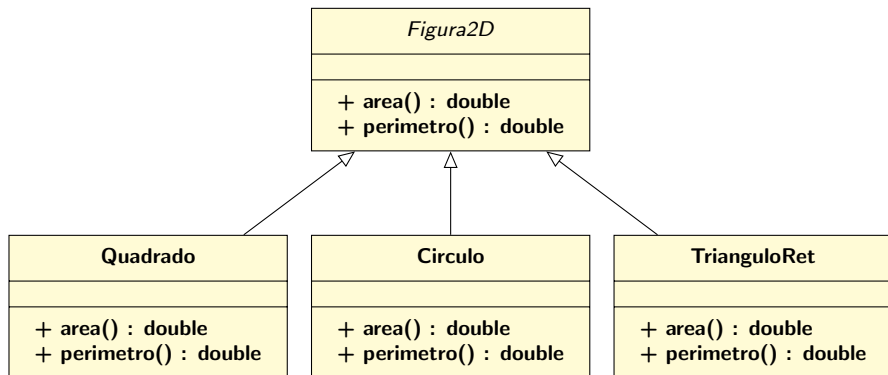 Figura2D
+ area() : double
+ perimetro() : double
Quadrado
+ area() : double
+ perimetro() : double
Circulo
+ area() : double
+ perimetro() : double
TrianguloRet
+ area() : double
+ perimetro() : double